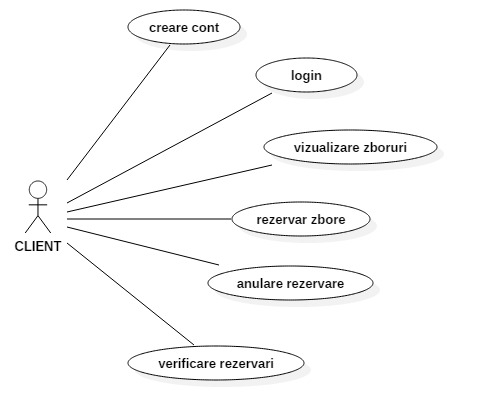 creare cont
login
vizualizare zboruri
rezervar zbore
CLIENT
anulare rezervare
verificare rezervari